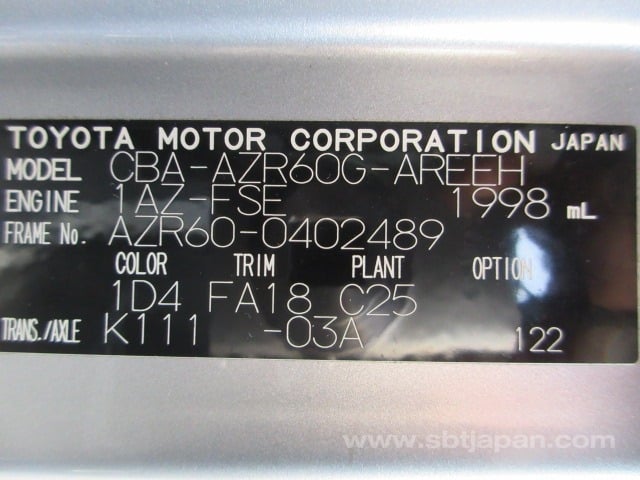 TOYOTA MOTOR CORPORATION JAPAN
MODEL CBA-AZR60G-AREEH
ENGINE 1AZ-FSE 1998 mL
FRAME No. AZR60-0402489
COLOR TRIM PLANT OPTION
1D4 FA18 C25
TRANS./AXLE K111 -03A 122
www.sbtjapan.com